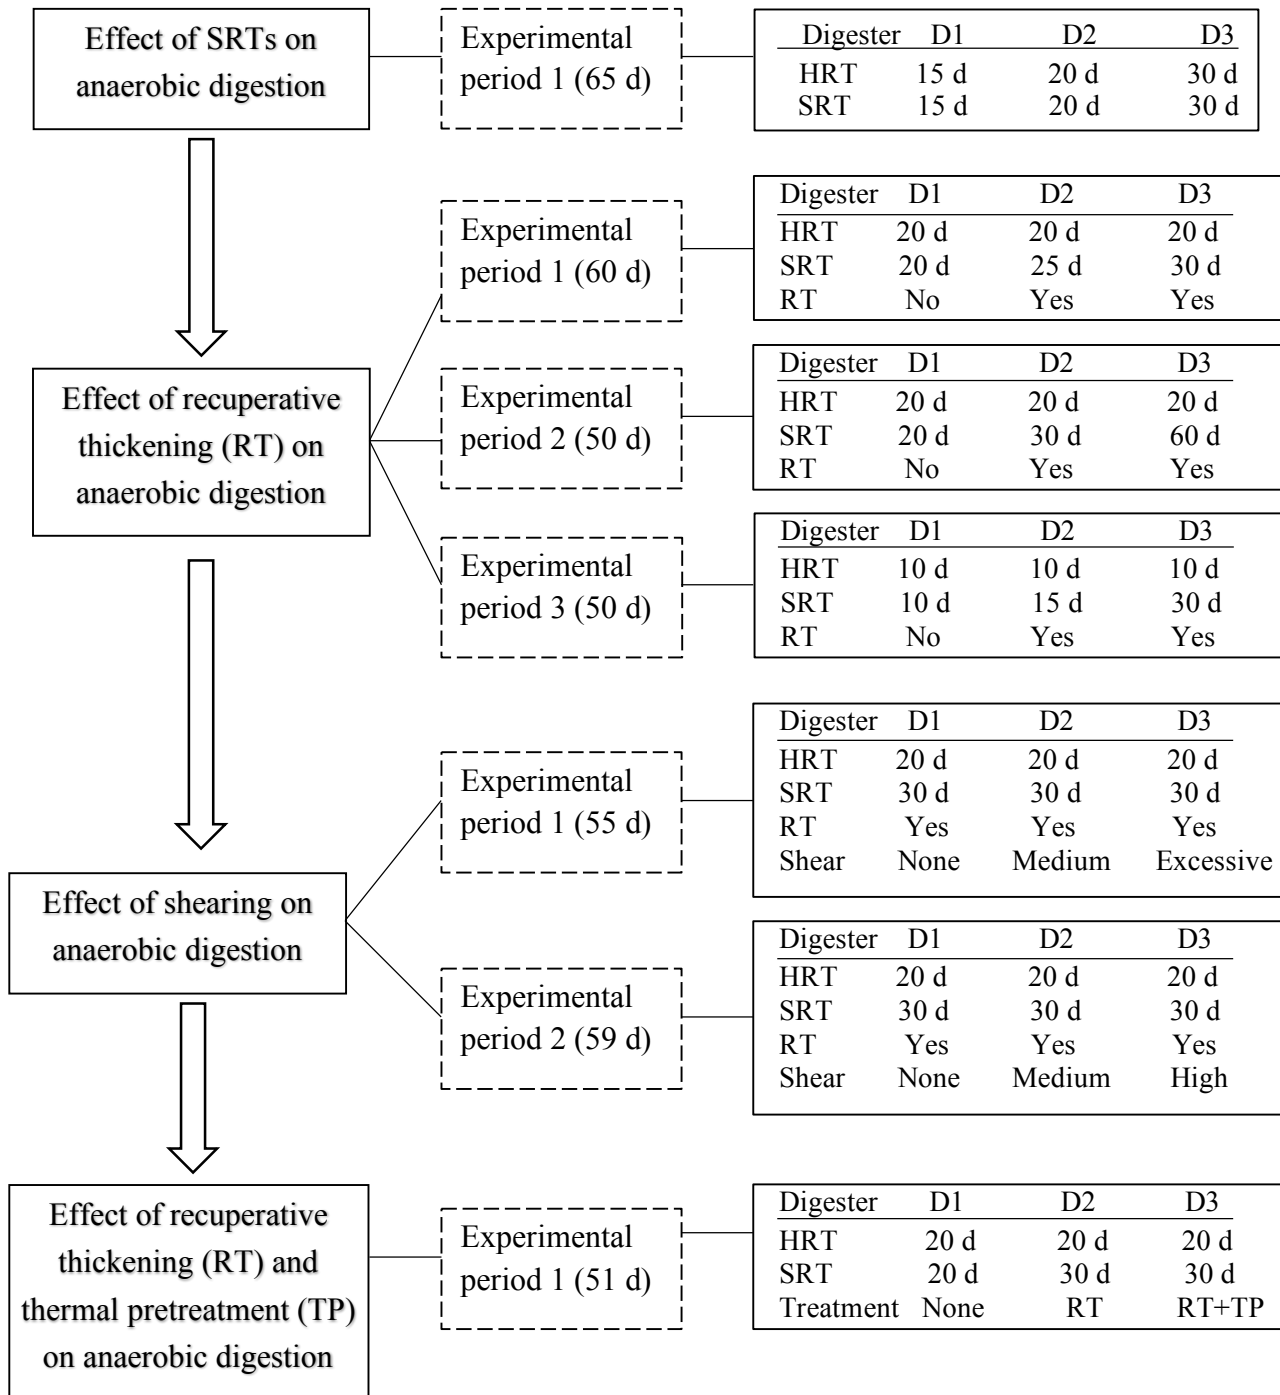 Effect of SRTs on
anaerobic digestion
Experimental
period 1 (65 d)
Digester D1 D2 D3
HRT 15 d 20 d 30 d
SRT 15 d 20 d 30 d
Effect of recuperative
thickening (RT) on
anaerobic digestion
Experimental
period 1 (60 d)
Digester D1 D2 D3
HRT 20 d 20 d 20 d
SRT 20 d 25 d 30 d
RT No Yes Yes
Experimental
period 2 (50 d)
Digester D1 D2 D3
HRT 20 d 20 d 20 d
SRT 20 d 30 d 60 d
RT No Yes Yes
Experimental
period 3 (50 d)
Digester D1 D2 D3
HRT 10 d 10 d 10 d
SRT 10 d 15 d 30 d
RT No Yes Yes
Effect of shearing on
anaerobic digestion
Experimental
period 1 (55 d)
Digester D1 D2 D3
HRT 20 d 20 d 20 d
SRT 30 d 30 d 30 d
RT Yes Yes Yes
Shear None Medium Excessive
Experimental
period 2 (59 d)
Digester D1 D2 D3
HRT 20 d 20 d 20 d
SRT 30 d 30 d 30 d
RT Yes Yes Yes
Shear None Medium High
Effect of recuperative
thickening (RT) and
thermal pretreatment (TP)
on anaerobic digestion
Experimental
period 1 (51 d)
Digester D1 D2 D3
HRT 20 d 20 d 20 d
SRT 20 d 30 d 30 d
Treatment None RT RT+TP